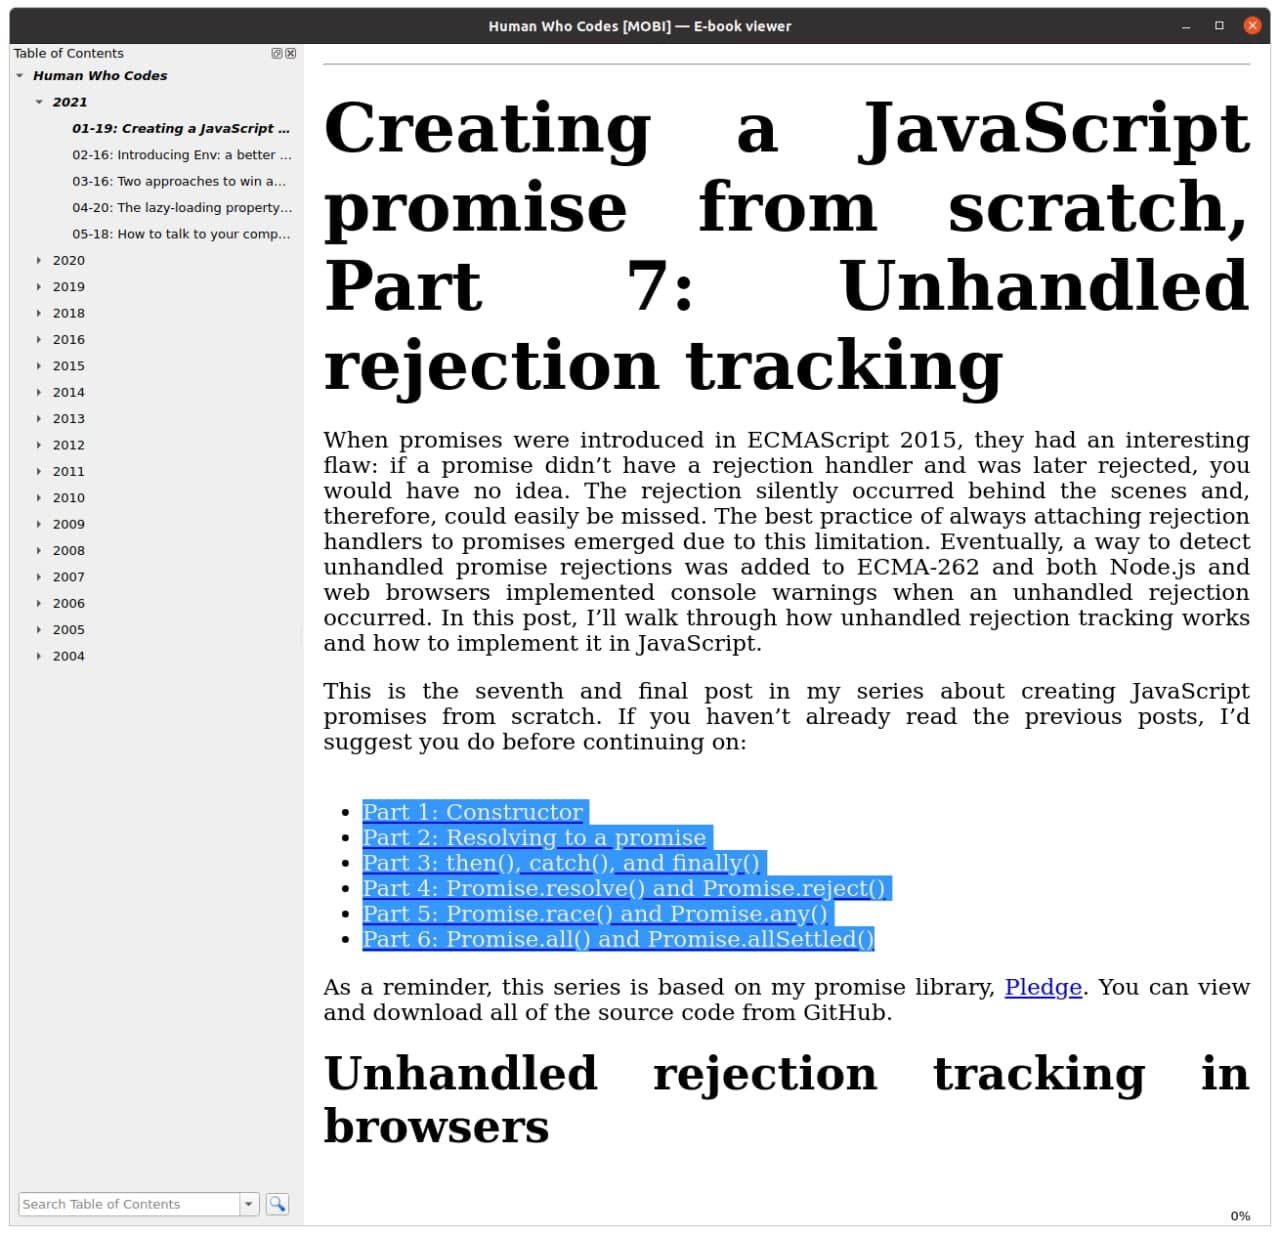 Human Who Codes [MOBI] — E-book viewer
Table of Contents
Human Who Codes
2021
01-19: Creating a JavaScript ...
02-16: Introducing Env: a better ...
03-16: Two approaches to win a...
04-20: The lazy-loading property...
05-18: How to talk to your comp...
2020
2019
2018
2016
2015
2014
2013
2012
2011
2010
2009
2008
2007
2006
2005
2004
Search Table of Contents
Creating a JavaScript
promise from scratch,
Part 7: Unhandled
rejection tracking
When promises were introduced in ECMAScript 2015, they had an interesting
flaw: if a promise didn’t have a rejection handler and was later rejected, you
would have no idea. The rejection silently occurred behind the scenes and,
therefore, could easily be missed. The best practice of always attaching rejection
handlers to promises emerged due to this limitation. Eventually, a way to detect
unhandled promise rejections was added to ECMA-262 and both Node.js and
web browsers implemented console warnings when an unhandled rejection
occurred. In this post, I’ll walk through how unhandled rejection tracking works
and how to implement it in JavaScript.
This is the seventh and final post in my series about creating JavaScript
promises from scratch. If you haven’t already read the previous posts, I’d
suggest you do before continuing on:
• Part 1: Constructor
• Part 2: Resolving to a promise
• Part 3: then(), catch(), and finally()
• Part 4: Promise.resolve() and Promise.reject()
• Part 5: Promise.race() and Promise.any()
• Part 6: Promise.all() and Promise.allSettled()
As a reminder, this series is based on my promise library, Pledge. You can view
and download all of the source code from GitHub.
Unhandled rejection tracking in
browsers
0%